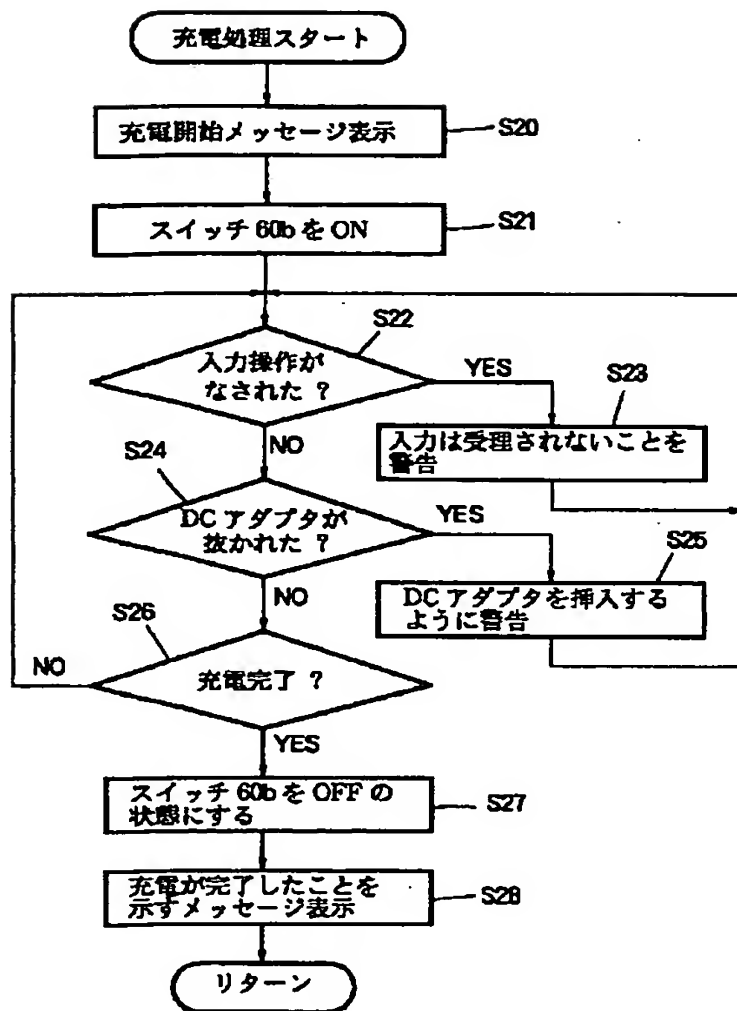 充電処理スタート
充電開始メッセージ表示
S20
スイッチ 60b を ON
S21
S22
入力操作が
なされた ?
YES
S23
入力は受理されないことを
警告
NO
S24
DC アダプタが
抜かれた ?
YES
S25
DC アダプタを挿入する
ように警告
NO
S26
充電完了 ?
NO
YES
スイッチ 60b を OFF の
状態にする
S27
充電が完了したことを
示すメッセージ表示
S28
リターン